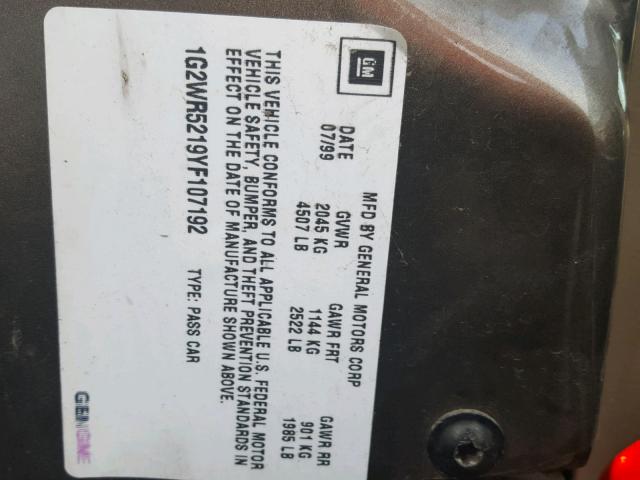 GM
MFD BY GENERAL MOTORS CORP
DATE GVWR GAWR FRT GAWR RR
07/99 2045 KG 1144 KG 901 KG
4507 LB 2522 LB 1985 LB
THIS VEHICLE CONFORMS TO ALL APPLICABLE U.S. FEDERAL MOTOR
VEHICLE SAFETY, BUMPER, AND THEFT PREVENTION STANDARDS IN
EFFECT ON THE DATE OF MANUFACTURE SHOWN ABOVE.
1G2WR5219YF107192 TYPE: PASS CAR